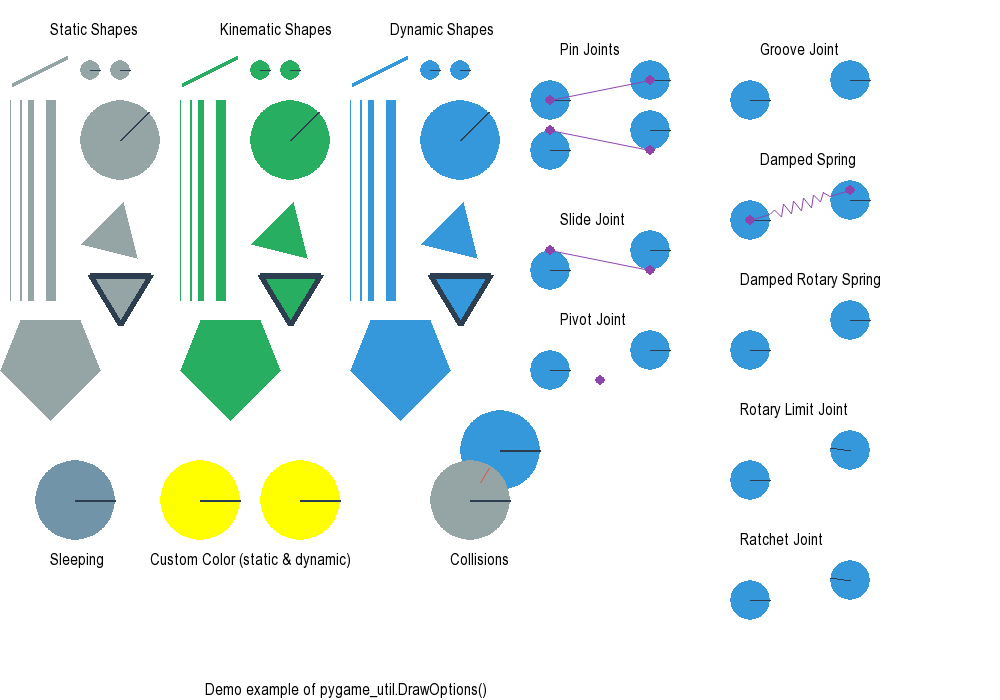 Static Shapes
Kinematic Shapes
Dynamic Shapes
Pin Joints
Groove Joint
Damped Spring
Slide Joint
Damped Rotary Spring
Pivot Joint
Rotary Limit Joint
Ratchet Joint
Sleeping
Custom Color (static & dynamic)
Collisions
Demo example of pygame_util.DrawOptions()